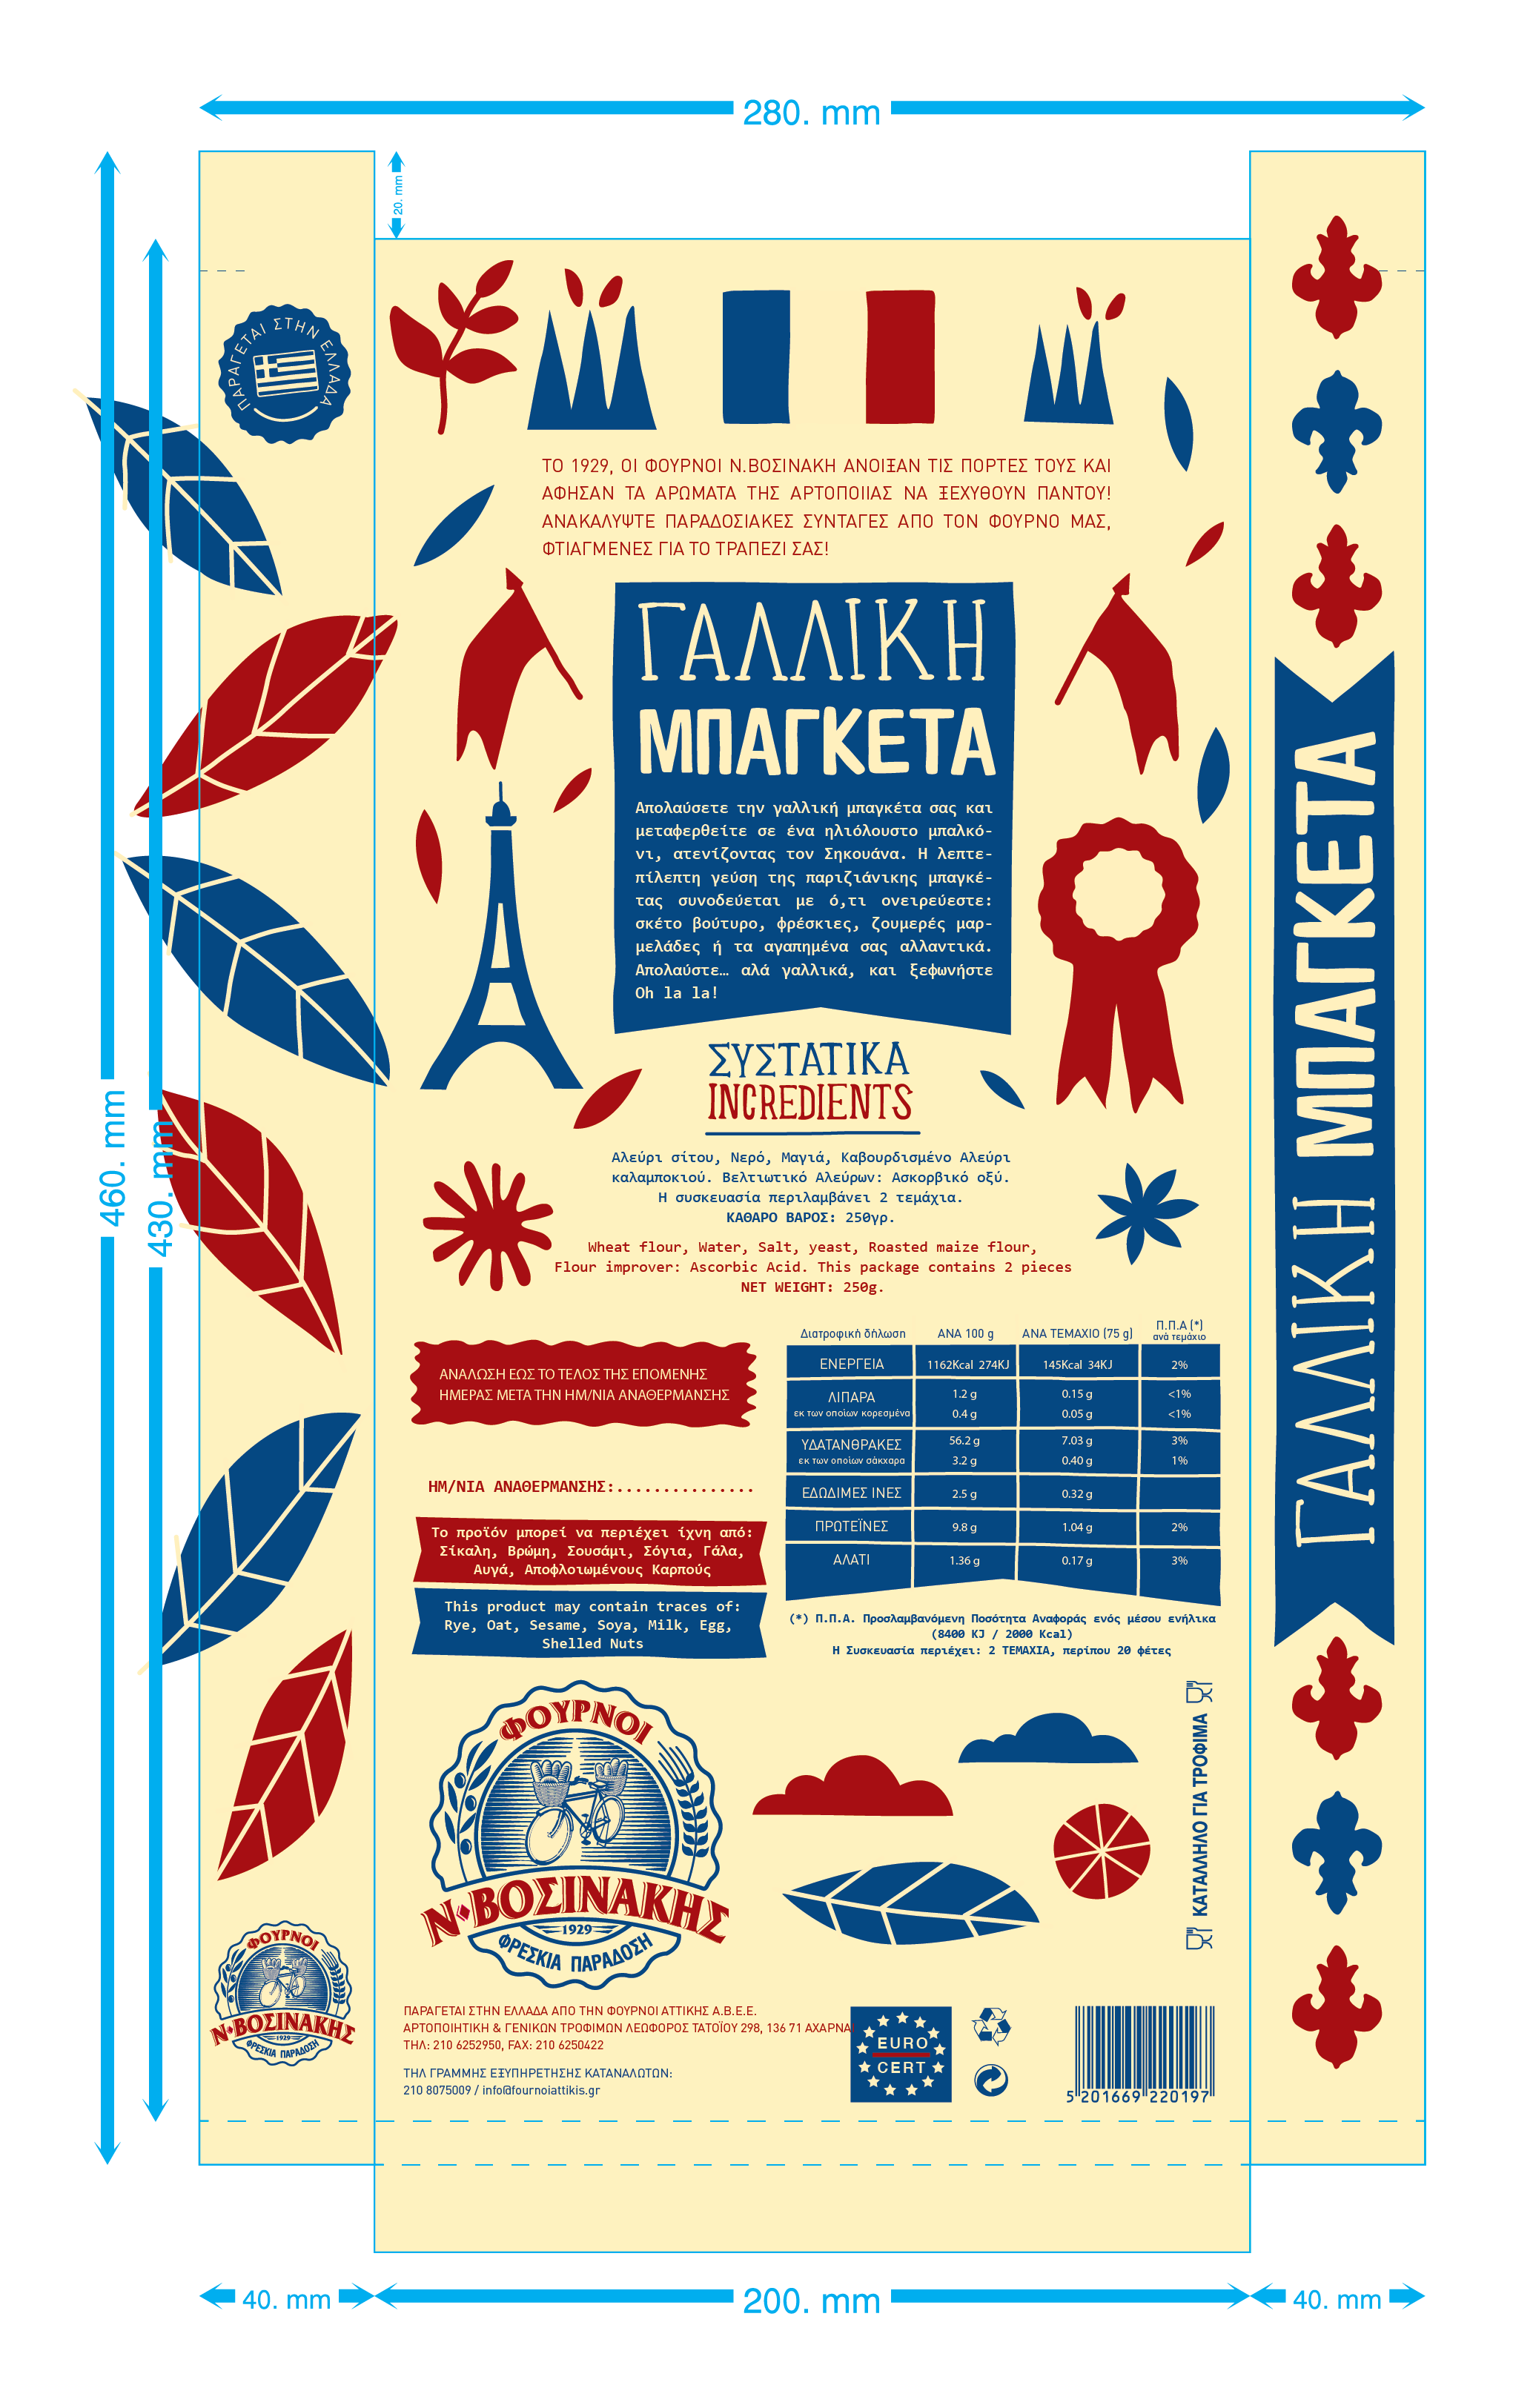 280. mm
20. mm
460. mm
430. mm
ΠΑΡΑΓΕΤΑΙ ΣΤΗΝ ΕΛΛΑΔΑ
ΤΟ 1929, ΟΙ ΦΟΥΡΝΟΙ Ν.ΒΟΣΙΝΑΚΗ ΑΝΟΙΞΑΝ ΤΙΣ ΠΟΡΤΕΣ ΤΟΥΣ ΚΑΙ
ΑΦΗΣΑΝ ΤΑ ΑΡΩΜΑΤΑ ΤΗΣ ΑΡΤΟΠΟΙΙΑΣ ΝΑ ΞΕΧΥΘΟΥΝ ΠΑΝΤΟΥ!
ΑΝΑΚΑΛΥΨΤΕ ΠΑΡΑΔΟΣΙΑΚΕΣ ΣΥΝΤΑΓΕΣ ΑΠΟ ΤΟΝ ΦΟΥΡΝΟ ΜΑΣ,
ΦΤΙΑΓΜΕΝΕΣ ΓΙΑ ΤΟ ΤΡΑΠΕΖΙ ΣΑΣ!
ΓΑΛΛΙΚΗ
ΜΠΑΓΚΕΤΑ
Απολαύσετε την γαλλική μπαγκέτα σας και
μεταφερθείτε σε ένα ηλιόλουστο μπαλκό-
νι, ατενίζοντας τον Σηκουάνα. Η λεπτε-
πίλεπτη γεύση της παριζιάνικης μπαγκέ-
τας συνοδεύεται με ό,τι ονειρεύεστε:
σκέτο βούτυρο, φρέσκιες, ζουμερές μαρ-
μελάδες ή τα αγαπημένα σας αλλαντικά.
Απολαύστε… αλά γαλλικά, και ξεφωνήστε
Oh la la!
ΣΥΣΤΑΤΙΚΑ
INGREDIENTS
Αλεύρι σίτου, Νερό, Μαγιά, Καβουρδισμένο Αλεύρι
καλαμποκιού. Βελτιωτικό Αλεύρων: Ασκορβικό οξύ.
Η συσκευασία περιλαμβάνει 2 τεμάχια.
ΚΑΘΑΡΟ ΒΑΡΟΣ: 250γρ.
Wheat flour, Water, Salt, yeast, Roasted maize flour,
Flour improver: Ascorbic Acid. This package contains 2 pieces
NET WEIGHT: 250g.
ΑΝΑΛΩΣΗ ΕΩΣ ΤΟ ΤΕΛΟΣ ΤΗΣ ΕΠΟΜΕΝΗΣ
ΗΜΕΡΑΣ ΜΕΤΑ ΤΗΝ ΗΜ/ΝΙΑ ΑΝΑΘΕΡΜΑΝΣΗΣ
ΗΜ/ΝΙΑ ΑΝΑΘΕΡΜΑΝΣΗΣ:...............
Το προϊόν μπορεί να περιέχει ίχνη από:
Σίκαλη, Βρώμη, Σουσάμι, Σόγια, Γάλα,
Αυγά, Αποφλοιωμένους Καρπούς
This product may contain traces of:
Rye, Oat, Sesame, Soya, Milk, Egg,
Shelled Nuts
Διατροφική δήλωση ΑΝΑ 100 g ΑΝΑ ΤΕΜΑΧΙΟ (75 g) Π.Π.Α (*)
ανά τεμάχιο
ΕΝΕΡΓΕΙΑ 1162Kcal 274KJ 145Kcal 34KJ 2%
ΛΙΠΑΡΑ 1.2 g 0.15 g <1%
εκ των οποίων κορεσμένα 0.4 g 0.05 g <1%
ΥΔΑΤΑΝΘΡΑΚΕΣ 56.2 g 7.03 g 3%
εκ των οποίων σάκχαρα 3.2 g 0.40 g 1%
ΕΔΩΔΙΜΕΣ ΙΝΕΣ 2.5 g 0.32 g
ΠΡΩΤΕΪΝΕΣ 9.8 g 1.04 g 2%
ΑΛΑΤΙ 1.36 g 0.17 g 3%
(*) Π.Π.Α. Προσλαμβανόμενη Ποσότητα Αναφοράς ενός μέσου ενήλικα
(8400 KJ / 2000 Kcal)
Η Συσκευασία περιέχει: 2 ΤΕΜΑΧΙΑ, περίπου 20 φέτες
ΦΟΥΡΝΟΙ
Ν·ΒΟΣΙΝΑΚΗΣ
1929
ΦΡΕΣΚΙΑ ΠΑΡΑΔΟΣΗ
ΚΑΤΑΛΛΗΛΟ ΓΙΑ ΤΡΟΦΙΜΑ
ΦΟΥΡΝΟΙ
Ν·ΒΟΣΙΝΑΚΗΣ
1929
ΦΡΕΣΚΙΑ ΠΑΡΑΔΟΣΗ
ΠΑΡΑΓΕΤΑΙ ΣΤΗΝ ΕΛΛΑΔΑ ΑΠΟ ΤΗΝ ΦΟΥΡΝΟΙ ΑΤΤΙΚΗΣ Α.Β.Ε.Ε.
ΑΡΤΟΠΟΙΗΤΙΚΗ & ΓΕΝΙΚΩΝ ΤΡΟΦΙΜΩΝ ΛΕΩΦΟΡΟΣ ΤΑΤΟΪΟΥ 298, 136 71 ΑΧΑΡΝΑ
ΤΗΛ: 210 6252950, FAX: 210 6250422
ΤΗΛ ΓΡΑΜΜΗΣ ΕΞΥΠΗΡΕΤΗΣΗΣ ΚΑΤΑΝΑΛΩΤΩΝ:
210 8075009 / info@fournoiattikis.gr
EURO
CERT
5 201669 220197
ΓΑΛΛΙΚΗ ΜΠΑΓΚΕΤΑ
40. mm
200. mm
40. mm